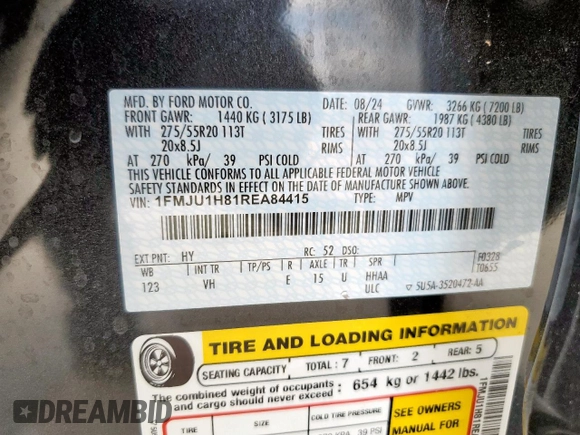 MFD. BY FORD MOTOR CO. DATE: 08/24 GVWR: 3266 KG (7200 LB)
FRONT GAWR: 1440 KG (3175 LB) REAR GAWR: 1987 KG (4380 LB)
WITH 275/55R20 113T TIRES WITH 275/55R20 113T TIRES
20x8.5J RIMS 20x8.5J RIMS
AT 270 kPa/ 39 PSI COLD AT 270 kPa/ 39 PSI COLD
THIS VEHICLE CONFORMS TO ALL APPLICABLE FEDERAL MOTOR VEHICLE
SAFETY STANDARDS IN EFFECT ON THE DATE OF MANUFACTURE SHOWN ABOVE.
VIN: 1FMJU1H81REA84415 TYPE: MPV
EXT PNT: HY RC: 52 DSO: F0328
WB INT TR TP/PS R AXLE TR SPR T0655
123 VH E 15 U HHAA
ULC 5U5A-3520472-AA
TIRE AND LOADING INFORMATION
SEATING CAPACITY TOTAL: 7 FRONT: 2 REAR: 5
The combined weight of occupants and cargo should never exceed : 654 kg or 1442 lbs.
TIRE SIZE COLD TIRE PRESSURE
SEE OWNERS
MANUAL FOR
39 PSI
DREAMBID